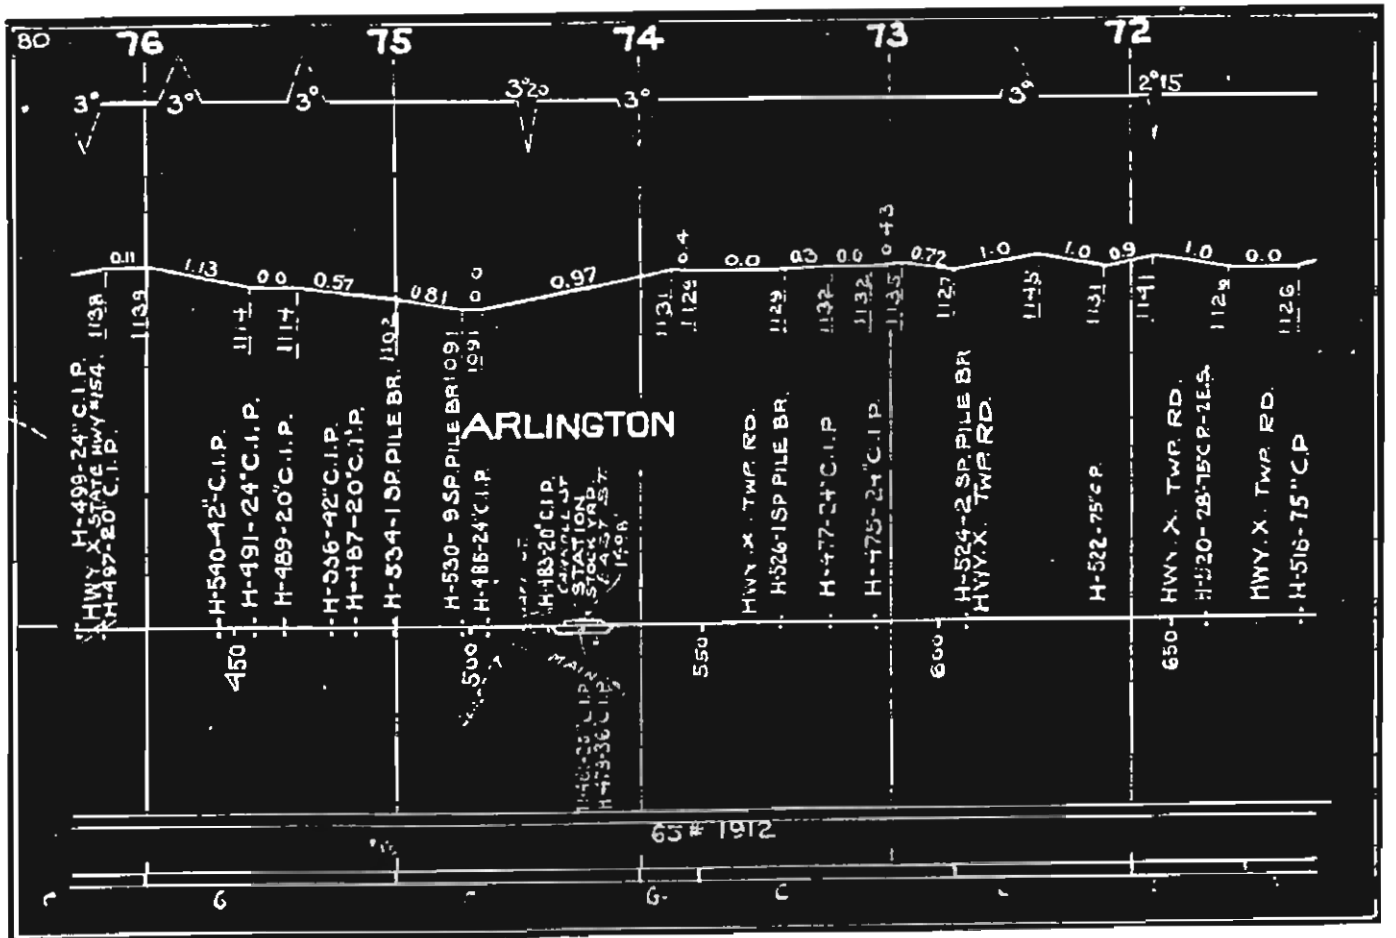 80
76 75 74 73 72
3° 3° 3° 3°20 3° 3° 2°15
0.11 1.13 0.0 0.57 0.81 0.97 0.4 0.0 0.3 0.0 0.43 0.72 1.0 1.0 0.9 1.0 0.0
1138 1139 1114 1114 1102 1091 1091 1131 1129 1129 1132 1132 1135 1127 1145 1131 1141 1129 1126
H-499-24"C.I.P.
HWY X STATE HWY #154.
H-497-20"C.I.P.
H-540-42"-C.I.P.
H-491-24"C.I.P.
H-489-20"C.I.P.
H-536-42"C.I.P.
H-487-20"C.I.P.
H-534-1 SP. PILE BR.
H-530-9 SP. PILE BR
ARLINGTON
H-483-20"C.I.P.
STATION
STOCK YRD.
EAST ST.
HWY. X. TWP. RD.
H-526-1 SP PILE BR.
H-477-24"C.I.P
H-475-24"C.I.P.
H-524-2 SP. PILE BR
HWY. X. TWP. RD.
H-522-75"C.P.
HWY. X. TWP. RD.
HWY. X. TWP. RD.
H-516-75"C.P
450 500 550 600 650
MAIN
H-473-36"C.I.P.
65# 1912
G G C